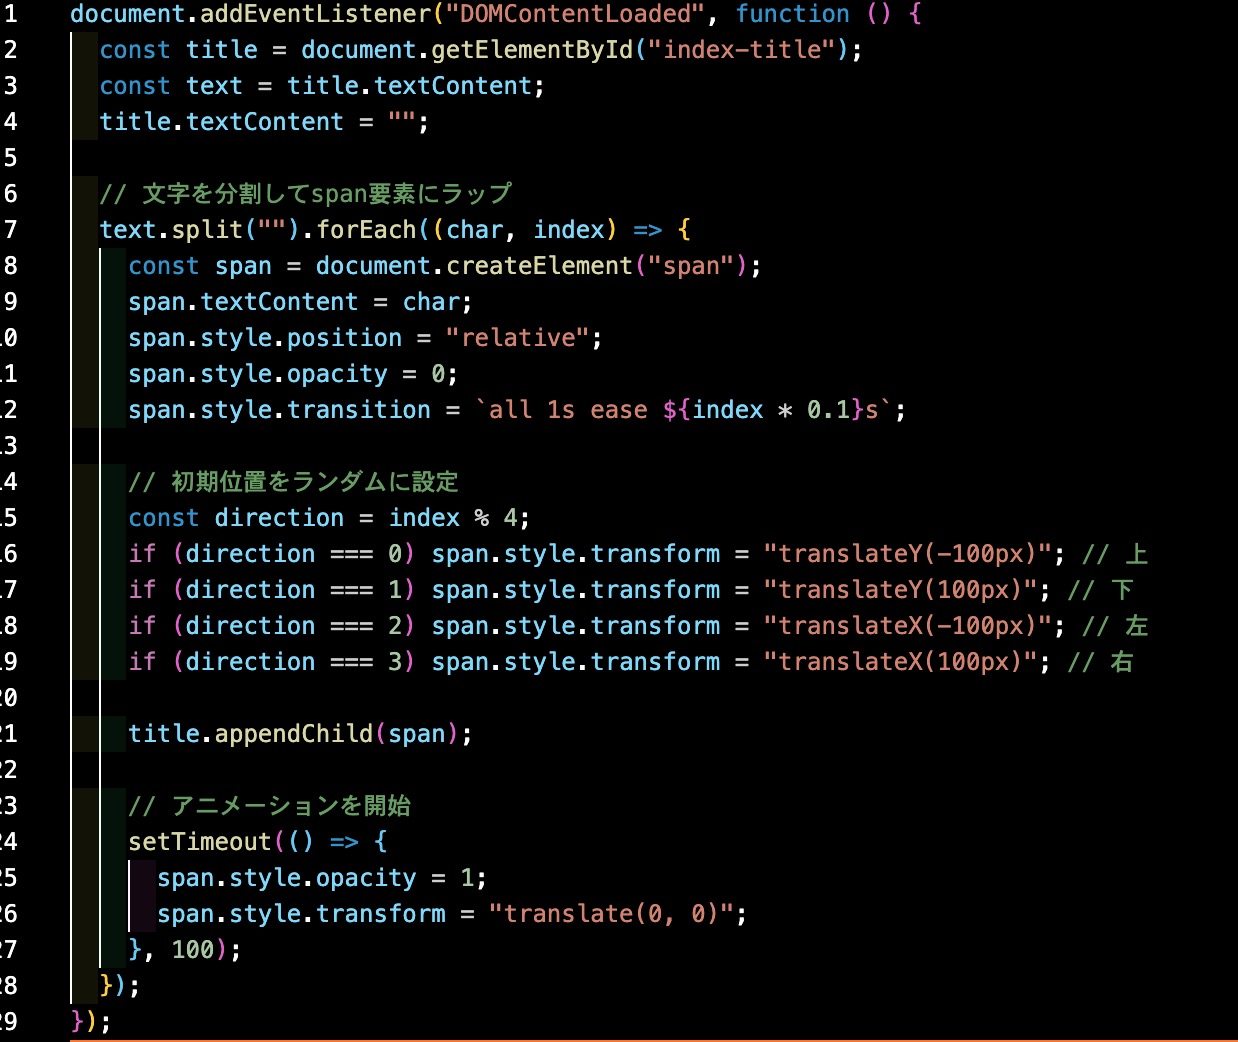 1 document.addEventListener("DOMContentLoaded", function () {
2 const title = document.getElementById("index-title");
3 const text = title.textContent;
4 title.textContent = "";
5
6 // 文字を分割してspan要素にラップ
7 text.split("").forEach((char, index) => {
8 const span = document.createElement("span");
9 span.textContent = char;
10 span.style.position = "relative";
11 span.style.opacity = 0;
12 span.style.transition = `all 1s ease ${index * 0.1}s`;
13
14 // 初期位置をランダムに設定
15 const direction = index % 4;
16 if (direction === 0) span.style.transform = "translateY(-100px)"; // 上
17 if (direction === 1) span.style.transform = "translateY(100px)"; // 下
18 if (direction === 2) span.style.transform = "translateX(-100px)"; // 左
19 if (direction === 3) span.style.transform = "translateX(100px)"; // 右
20
21 title.appendChild(span);
22
23 // アニメーションを開始
24 setTimeout(() => {
25 span.style.opacity = 1;
26 span.style.transform = "translate(0, 0)";
27 }, 100);
28 });
29 });